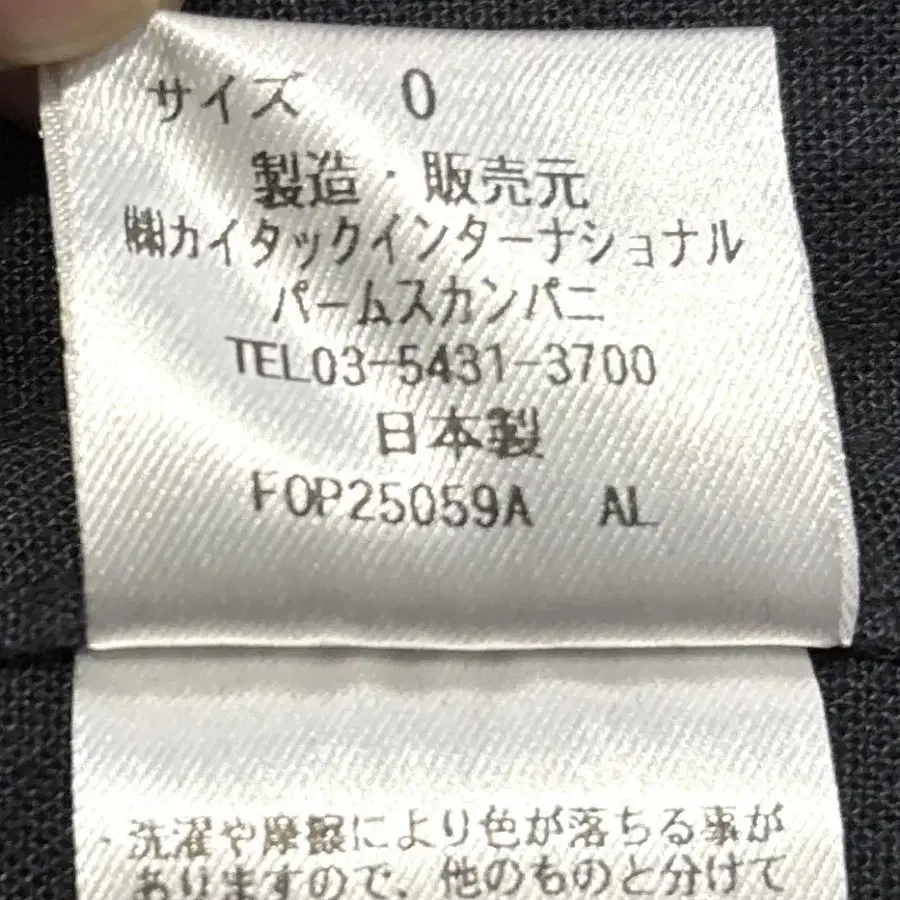 サイズ 0
製造・販売元
㈱カイタックインターナショナル
パームスカンパニ
TEL03-5431-3700
日本製
FOP25059A AL
・洗濯や摩擦により色が落ちる事が
ありますので、他のものと分けて